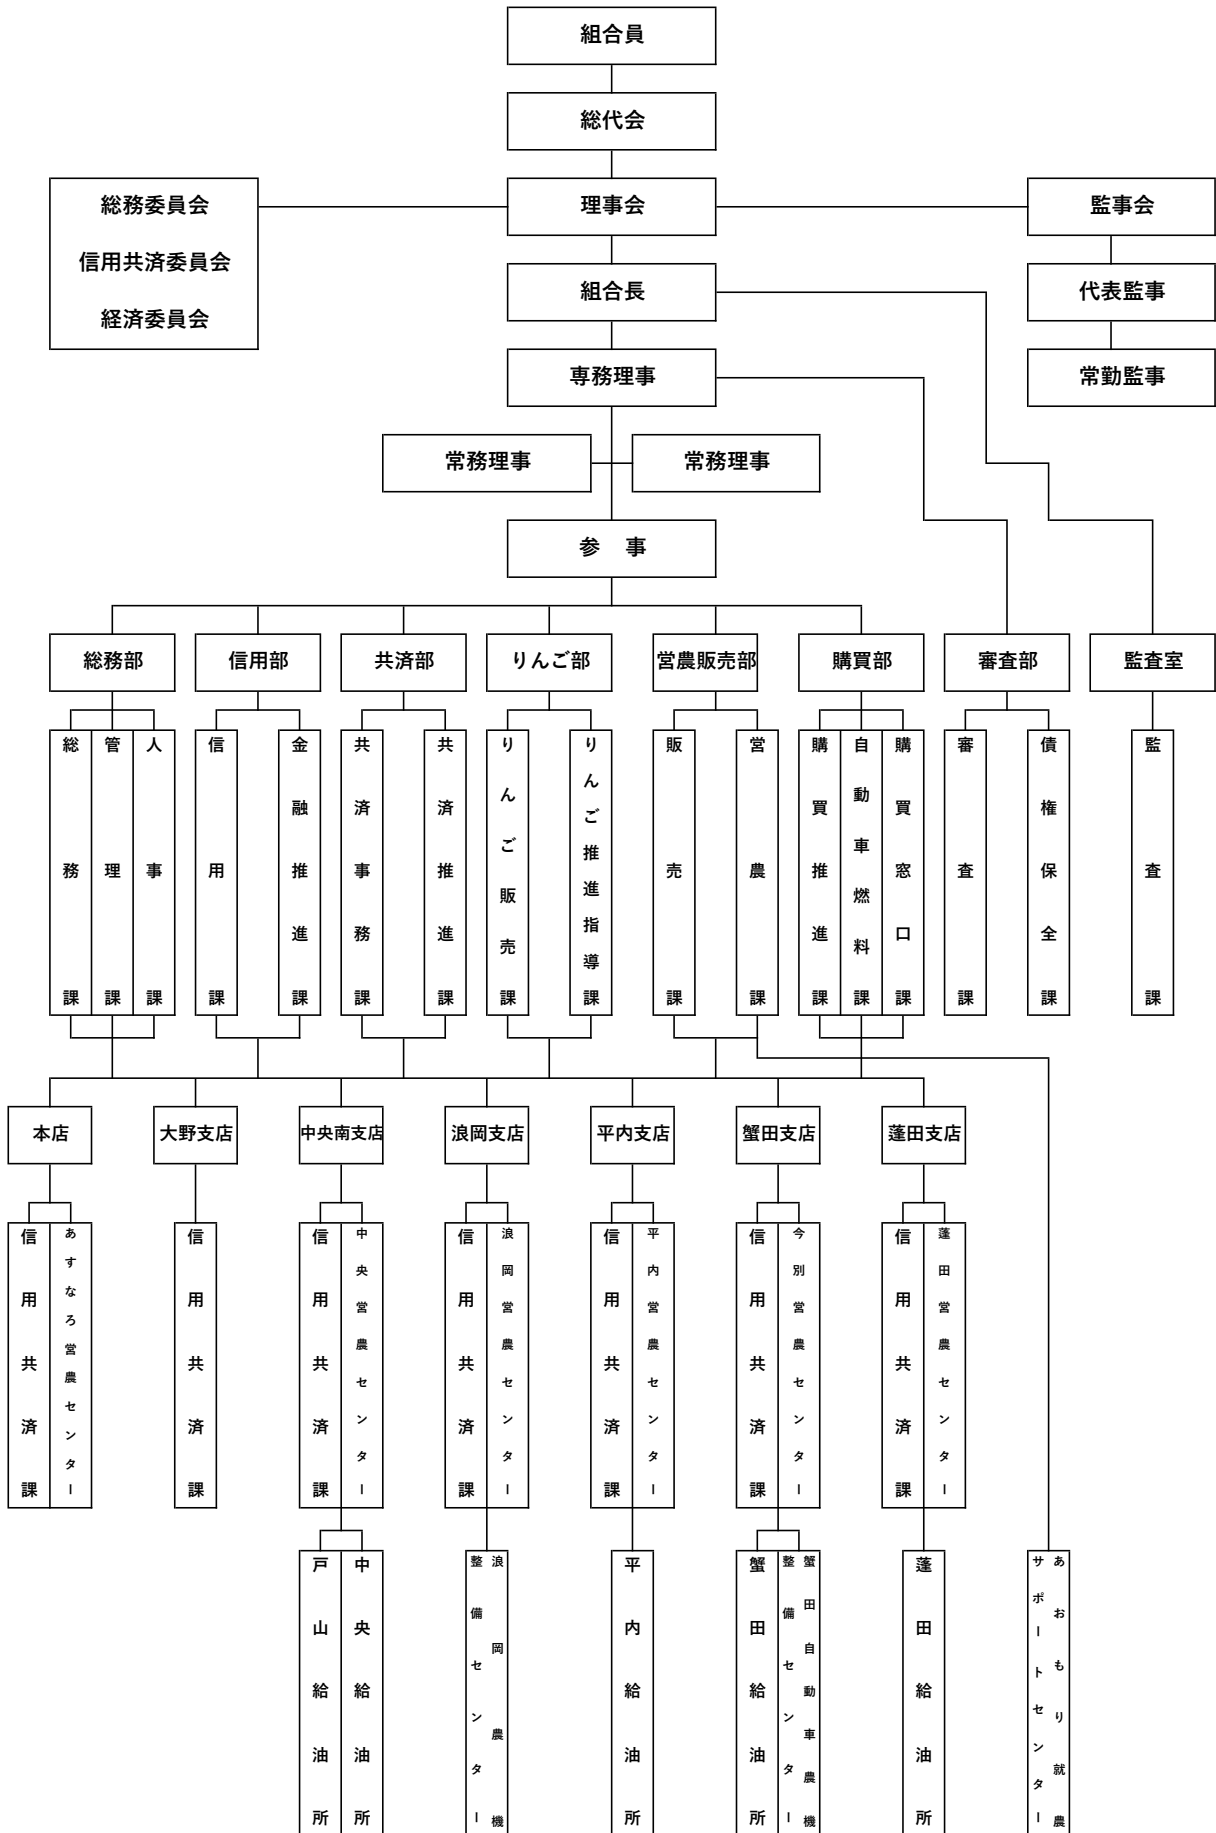 組合員
総代会
総務委員会
信用共済委員会
経済委員会
理事会
監事会
組合長
代表監事
専務理事
常勤監事
常務理事
常務理事
参　事
総務部
信用部
共済部
りんご部
営農販売部
購買部
審査部
監査室
総務課
管理課
人事課
信用課
金融推進課
共済事務課
共済推進課
りんご販売課
りんご推進指導課
販売課
営農課
購買推進課
自動車燃料課
購買窓口課
審査課
債権保全課
監査課
本店
大野支店
中央南支店
浪岡支店
平内支店
蟹田支店
蓬田支店
信用共済課
あすなろ営農センター
信用共済課
信用共済課
中央営農センター
信用共済課
浪岡営農センター
信用共済課
平内営農センター
信用共済課
今別営農センター
信用共済課
蓬田営農センター
戸山給油所
中央給油所
浪岡農機
整備センター
平内給油所
蟹田給油所
蟹田自動車農機
整備センター
蓬田給油所
あおもり就農
サポートセンター